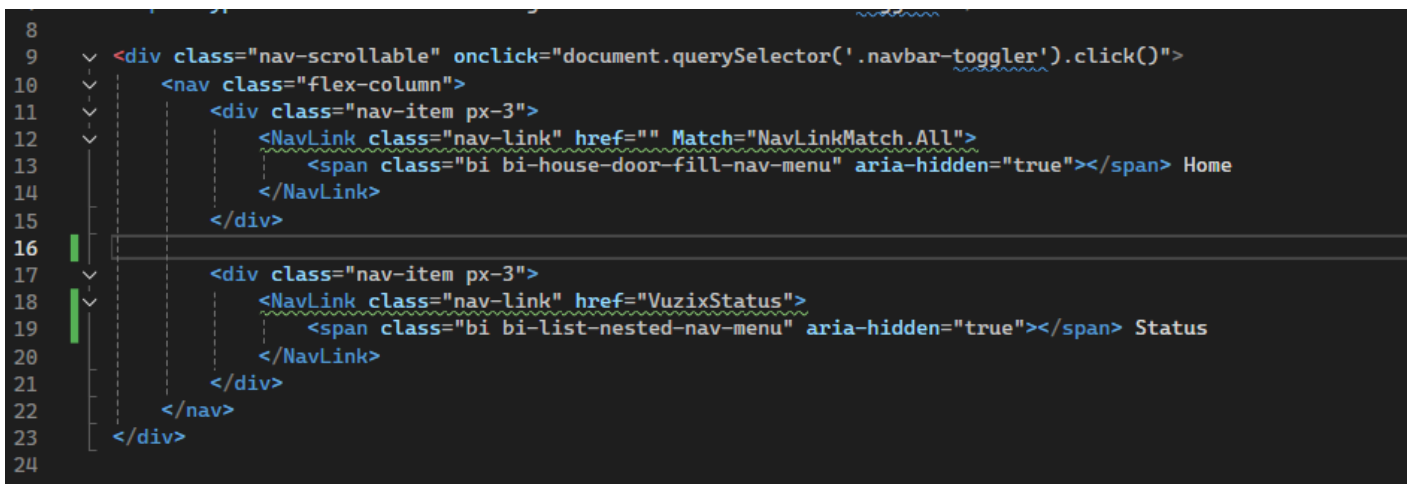 8
9 <div class="nav-scrollable" onclick="document.querySelector('.navbar-toggler').click()">
10 <nav class="flex-column">
11 <div class="nav-item px-3">
12 <NavLink class="nav-link" href="" Match="NavLinkMatch.All">
13 <span class="bi bi-house-door-fill-nav-menu" aria-hidden="true"></span> Home
14 </NavLink>
15 </div>
16
17 <div class="nav-item px-3">
18 <NavLink class="nav-link" href="VuzixStatus">
19 <span class="bi bi-list-nested-nav-menu" aria-hidden="true"></span> Status
20 </NavLink>
21 </div>
22 </nav>
23 </div>
24